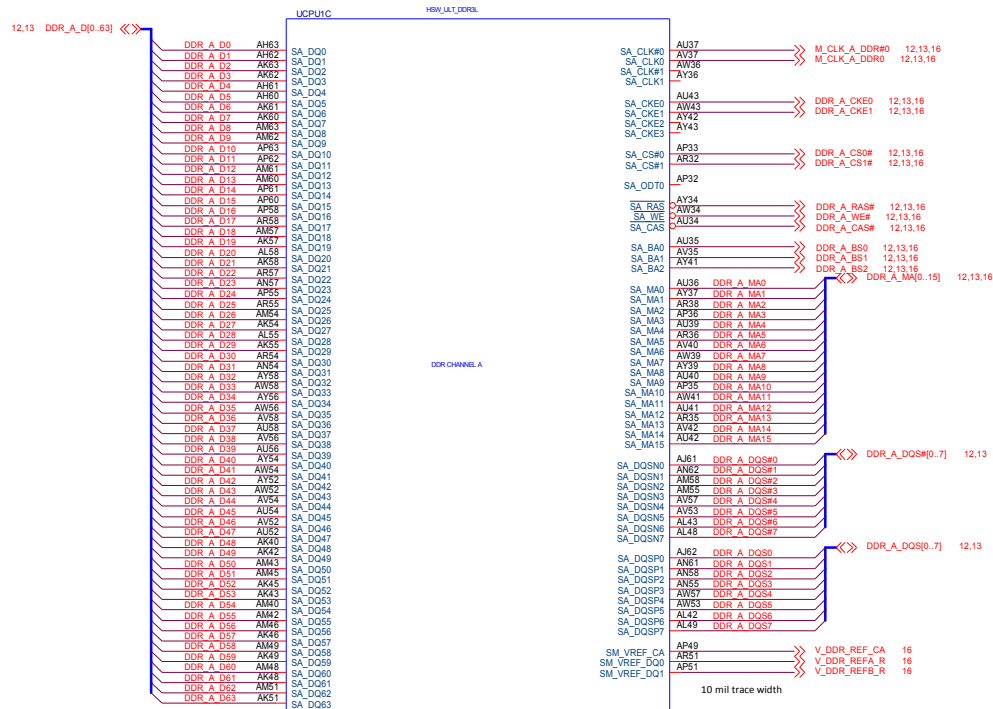 UCPU1C
HSW_ULT_DDR3L
12,13 DDR_A_D[0..63]
DDR_A_D0 AH63 SA_DQ0
DDR_A_D1 AH62 SA_DQ1
DDR_A_D2 AK63 SA_DQ2
DDR_A_D3 AK62 SA_DQ3
DDR_A_D4 AH61 SA_DQ4
DDR_A_D5 AH60 SA_DQ5
DDR_A_D6 AK61 SA_DQ6
DDR_A_D7 AK60 SA_DQ7
DDR_A_D8 AM63 SA_DQ8
DDR_A_D9 AM62 SA_DQ9
DDR_A_D10 AP63 SA_DQ10
DDR_A_D11 AP62 SA_DQ11
DDR_A_D12 AM61 SA_DQ12
DDR_A_D13 AM60 SA_DQ13
DDR_A_D14 AP61 SA_DQ14
DDR_A_D15 AP60 SA_DQ15
DDR_A_D16 AP58 SA_DQ16
DDR_A_D17 AR58 SA_DQ17
DDR_A_D18 AM57 SA_DQ18
DDR_A_D19 AK57 SA_DQ19
DDR_A_D20 AL58 SA_DQ20
DDR_A_D21 AK58 SA_DQ21
DDR_A_D22 AR57 SA_DQ22
DDR_A_D23 AN57 SA_DQ23
DDR_A_D24 AP55 SA_DQ24
DDR_A_D25 AR55 SA_DQ25
DDR_A_D26 AM54 SA_DQ26
DDR_A_D27 AK54 SA_DQ27
DDR_A_D28 AL55 SA_DQ28
DDR_A_D29 AK55 SA_DQ29
DDR_A_D30 AR54 SA_DQ30
DDR_A_D31 AN54 SA_DQ31
DDR_A_D32 AY58 SA_DQ32
DDR_A_D33 AW58 SA_DQ33
DDR_A_D34 AY56 SA_DQ34
DDR_A_D35 AW56 SA_DQ35
DDR_A_D36 AV58 SA_DQ36
DDR_A_D37 AU58 SA_DQ37
DDR_A_D38 AV56 SA_DQ38
DDR_A_D39 AU56 SA_DQ39
DDR_A_D40 AY54 SA_DQ40
DDR_A_D41 AW54 SA_DQ41
DDR_A_D42 AY52 SA_DQ42
DDR_A_D43 AW52 SA_DQ43
DDR_A_D44 AV54 SA_DQ44
DDR_A_D45 AU54 SA_DQ45
DDR_A_D46 AV52 SA_DQ46
DDR_A_D47 AU52 SA_DQ47
DDR_A_D48 AK40 SA_DQ48
DDR_A_D49 AK42 SA_DQ49
DDR_A_D50 AM43 SA_DQ50
DDR_A_D51 AM45 SA_DQ51
DDR_A_D52 AK45 SA_DQ52
DDR_A_D53 AK43 SA_DQ53
DDR_A_D54 AM40 SA_DQ54
DDR_A_D55 AM42 SA_DQ55
DDR_A_D56 AM46 SA_DQ56
DDR_A_D57 AK46 SA_DQ57
DDR_A_D58 AM49 SA_DQ58
DDR_A_D59 AK49 SA_DQ59
DDR_A_D60 AM48 SA_DQ60
DDR_A_D61 AK48 SA_DQ61
DDR_A_D62 AM51 SA_DQ62
DDR_A_D63 AK51 SA_DQ63
DDR CHANNEL A
SA_CLK#0 AU37 M_CLK_A_DDR#0 12,13,16
SA_CLK0 AV37 M_CLK_A_DDR0 12,13,16
SA_CLK#1 AW36
SA_CLK1 AY36
SA_CKE0 AU43 DDR_A_CKE0 12,13,16
SA_CKE1 AW43 DDR_A_CKE1 12,13,16
SA_CKE2 AY42
SA_CKE3 AY43
SA_CS#0 AP33 DDR_A_CS0# 12,13,16
SA_CS#1 AR32 DDR_A_CS1# 12,13,16
SA_ODT0 AP32
SA_RAS AY34 DDR_A_RAS# 12,13,16
SA_WE AW34 DDR_A_WE# 12,13,16
SA_CAS AU34 DDR_A_CAS# 12,13,16
SA_BA0 AU35 DDR_A_BS0 12,13,16
SA_BA1 AV35 DDR_A_BS1 12,13,16
SA_BA2 AY41 DDR_A_BS2 12,13,16
DDR_A_MA[0..15] 12,13,16
SA_MA0 AU36 DDR_A_MA0
SA_MA1 AY37 DDR_A_MA1
SA_MA2 AR38 DDR_A_MA2
SA_MA3 AP36 DDR_A_MA3
SA_MA4 AU39 DDR_A_MA4
SA_MA5 AR36 DDR_A_MA5
SA_MA6 AV40 DDR_A_MA6
SA_MA7 AW39 DDR_A_MA7
SA_MA8 AY39 DDR_A_MA8
SA_MA9 AU40 DDR_A_MA9
SA_MA10 AP35 DDR_A_MA10
SA_MA11 AW41 DDR_A_MA11
SA_MA12 AU41 DDR_A_MA12
SA_MA13 AR35 DDR_A_MA13
SA_MA14 AV42 DDR_A_MA14
SA_MA15 AU42 DDR_A_MA15
DDR_A_DQS#[0..7] 12,13
SA_DQSN0 AJ61 DDR_A_DQS#0
SA_DQSN1 AN62 DDR_A_DQS#1
SA_DQSN2 AM58 DDR_A_DQS#2
SA_DQSN3 AM55 DDR_A_DQS#3
SA_DQSN4 AV57 DDR_A_DQS#4
SA_DQSN5 AV53 DDR_A_DQS#5
SA_DQSN6 AL43 DDR_A_DQS#6
SA_DQSN7 AL48 DDR_A_DQS#7
DDR_A_DQS[0..7] 12,13
SA_DQSP0 AJ62 DDR_A_DQS0
SA_DQSP1 AN61 DDR_A_DQS1
SA_DQSP2 AN58 DDR_A_DQS2
SA_DQSP3 AN55 DDR_A_DQS3
SA_DQSP4 AW57 DDR_A_DQS4
SA_DQSP5 AW53 DDR_A_DQS5
SA_DQSP6 AL42 DDR_A_DQS6
SA_DQSP7 AL49 DDR_A_DQS7
SM_VREF_CA AP49 V_DDR_REF_CA 16
SM_VREF_DQ0 AR51 V_DDR_REFA_R 16
SM_VREF_DQ1 AP51 V_DDR_REFB_R 16
10 mil trace width